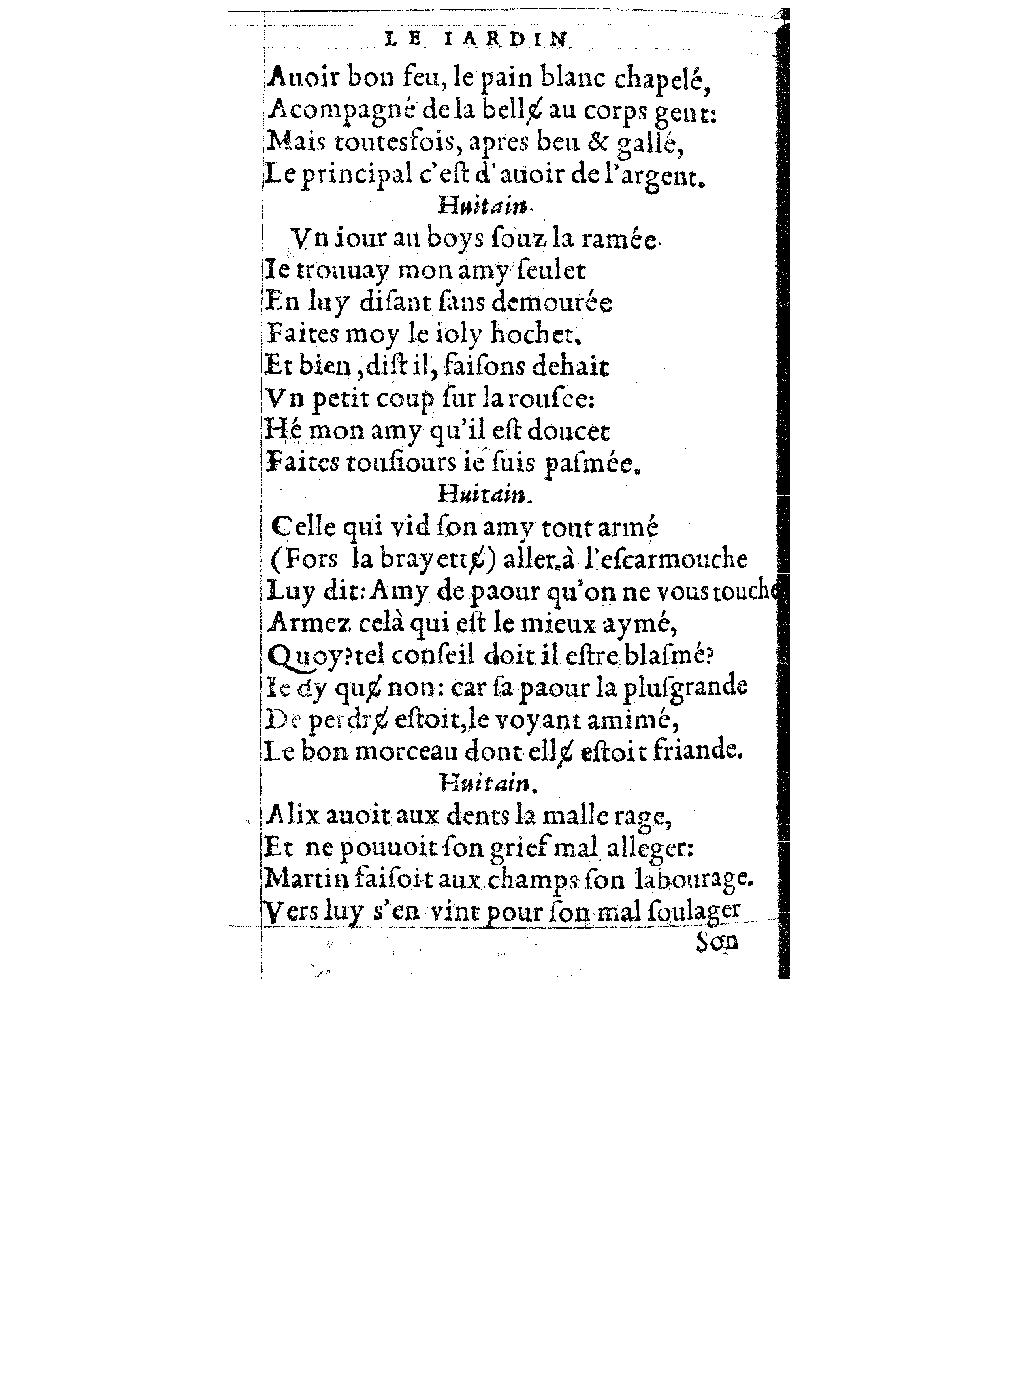 LE IARDIN
Auoir bon feu, le pain blanc chapelé,
Acompagné de la bellɇ au corps gent:
Mais toutesfois, apres beu & gallé,
Le principal c'eſt d'auoir de l'argent.
Huitain.
Vn iour au boys ſouz la ramée
Ie trouuay mon amy ſeulet
En luy diſant ſans demourée
Faites moy le ioly hochet.
Et bien, diſt il, faiſons dehait
Vn petit coup ſur la rouſee:
Hé mon amy qu'il eſt doucet
Faites touſiours ie ſuis paſmée.
Huitain.
Celle qui vid ſon amy tout armé
(Fors la brayettɇ) aller à l'eſcarmouche
Luy dit: Amy de paour qu'on ne vous touche
Armez celà qui eſt le mieux aymé,
Quoy? tel conſeil doit il eſtre blaſmé?
Ie dy quɇ non: car ſa paour la pluſgrande
De perdrɇ eſtoit, le voyant amimé,
Le bon morceau dont ellɇ eſtoit friande.
Huitain.
Alix auoit aux dents la malle rage,
Et ne pouuoit ſon grief mal alleger:
Martin faiſoit aux champs ſon labourage.
Vers luy s'en vint pour ſon mal ſoulager
Son